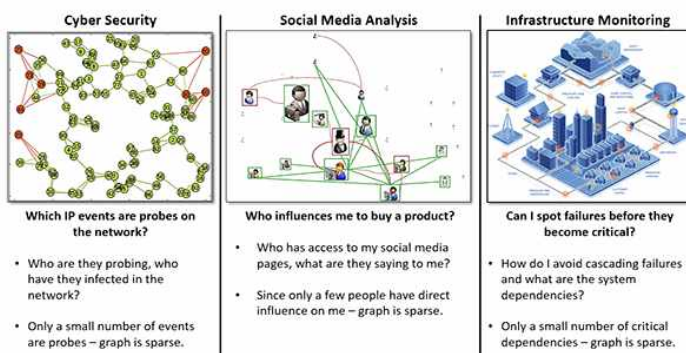 Cyber Security
Which IP events are probes on
the network?
• Who are they probing, who
have they infected in the
network?
• Only a small number of events
are probes – graph is sparse.
Social Media Analysis
Who influences me to buy a product?
• Who has access to my social media
pages, what are they saying to me?
• Since only a few people have direct
influence on me – graph is sparse.
Infrastructure Monitoring
Can I spot failures before they
become critical?
• How do I avoid cascading failures
and what are the system
dependencies?
• Only a small number of critical
dependencies – graph is sparse.